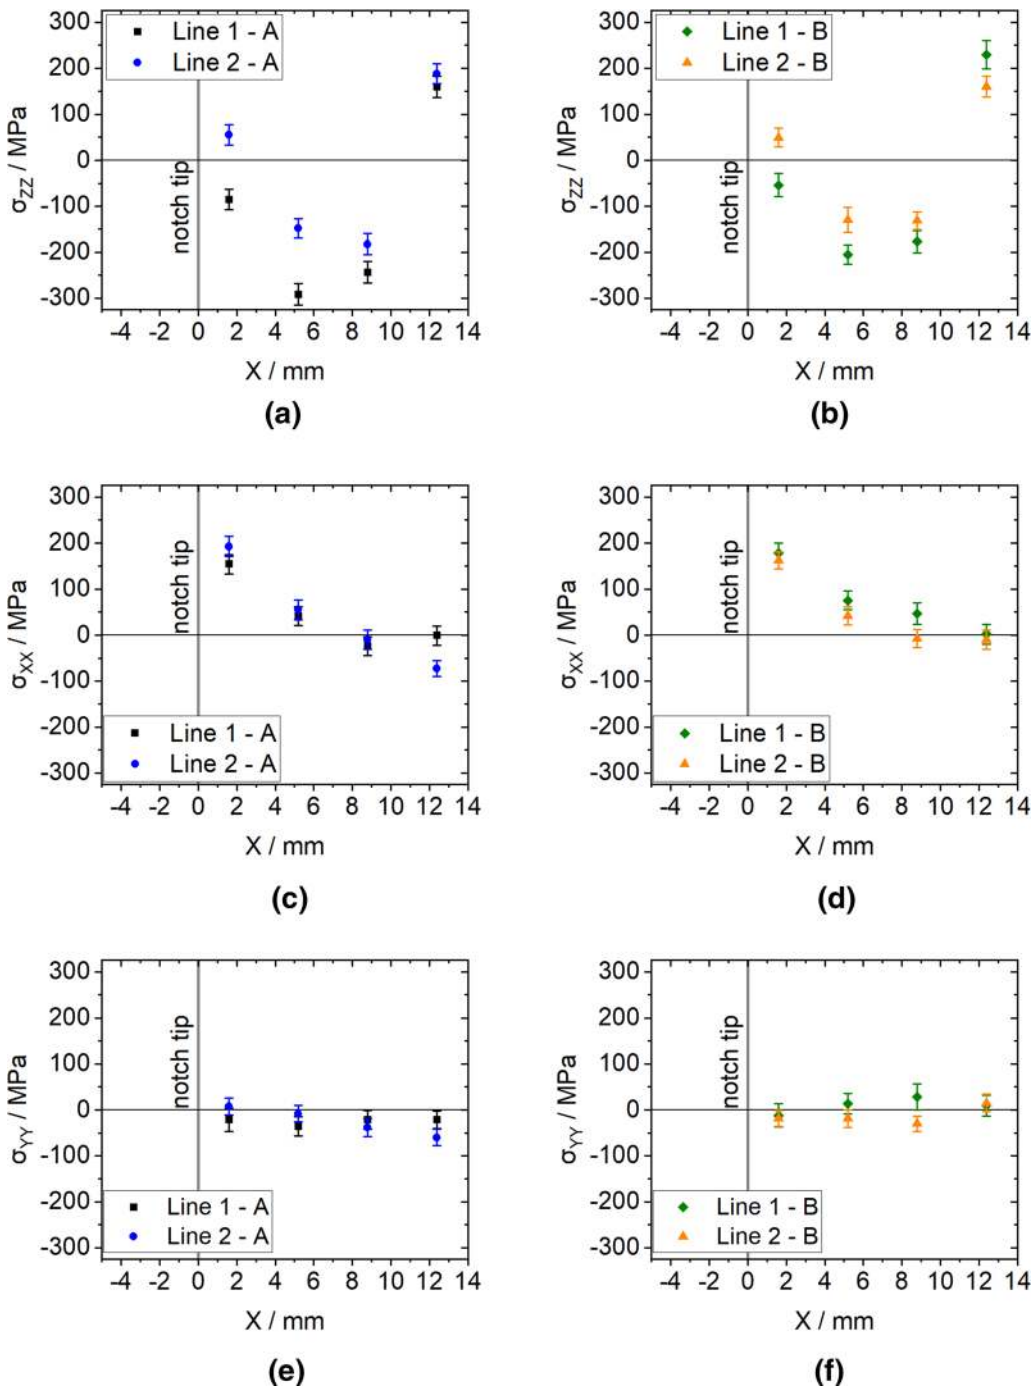 Line 1 - A
Line 2 - A
300
200
100
0
-100
-200
-300
σZZ / MPa
notch tip
-4 -2 0 2 4 6 8 10 12 14
X / mm
(a)
Line 1 - B
Line 2 - B
300
200
100
0
-100
-200
-300
σZZ / MPa
notch tip
-4 -2 0 2 4 6 8 10 12 14
X / mm
(b)
300
200
100
0
-100
-200
-300
σXX / MPa
notch tip
Line 1 - A
Line 2 - A
-4 -2 0 2 4 6 8 10 12 14
X / mm
(c)
300
200
100
0
-100
-200
-300
σXX / MPa
notch tip
Line 1 - B
Line 2 - B
-4 -2 0 2 4 6 8 10 12 14
X / mm
(d)
300
200
100
0
-100
-200
-300
σYY / MPa
notch tip
Line 1 - A
Line 2 - A
-4 -2 0 2 4 6 8 10 12 14
X / mm
(e)
300
200
100
0
-100
-200
-300
σYY / MPa
notch tip
Line 1 - B
Line 2 - B
-4 -2 0 2 4 6 8 10 12 14
X / mm
(f)